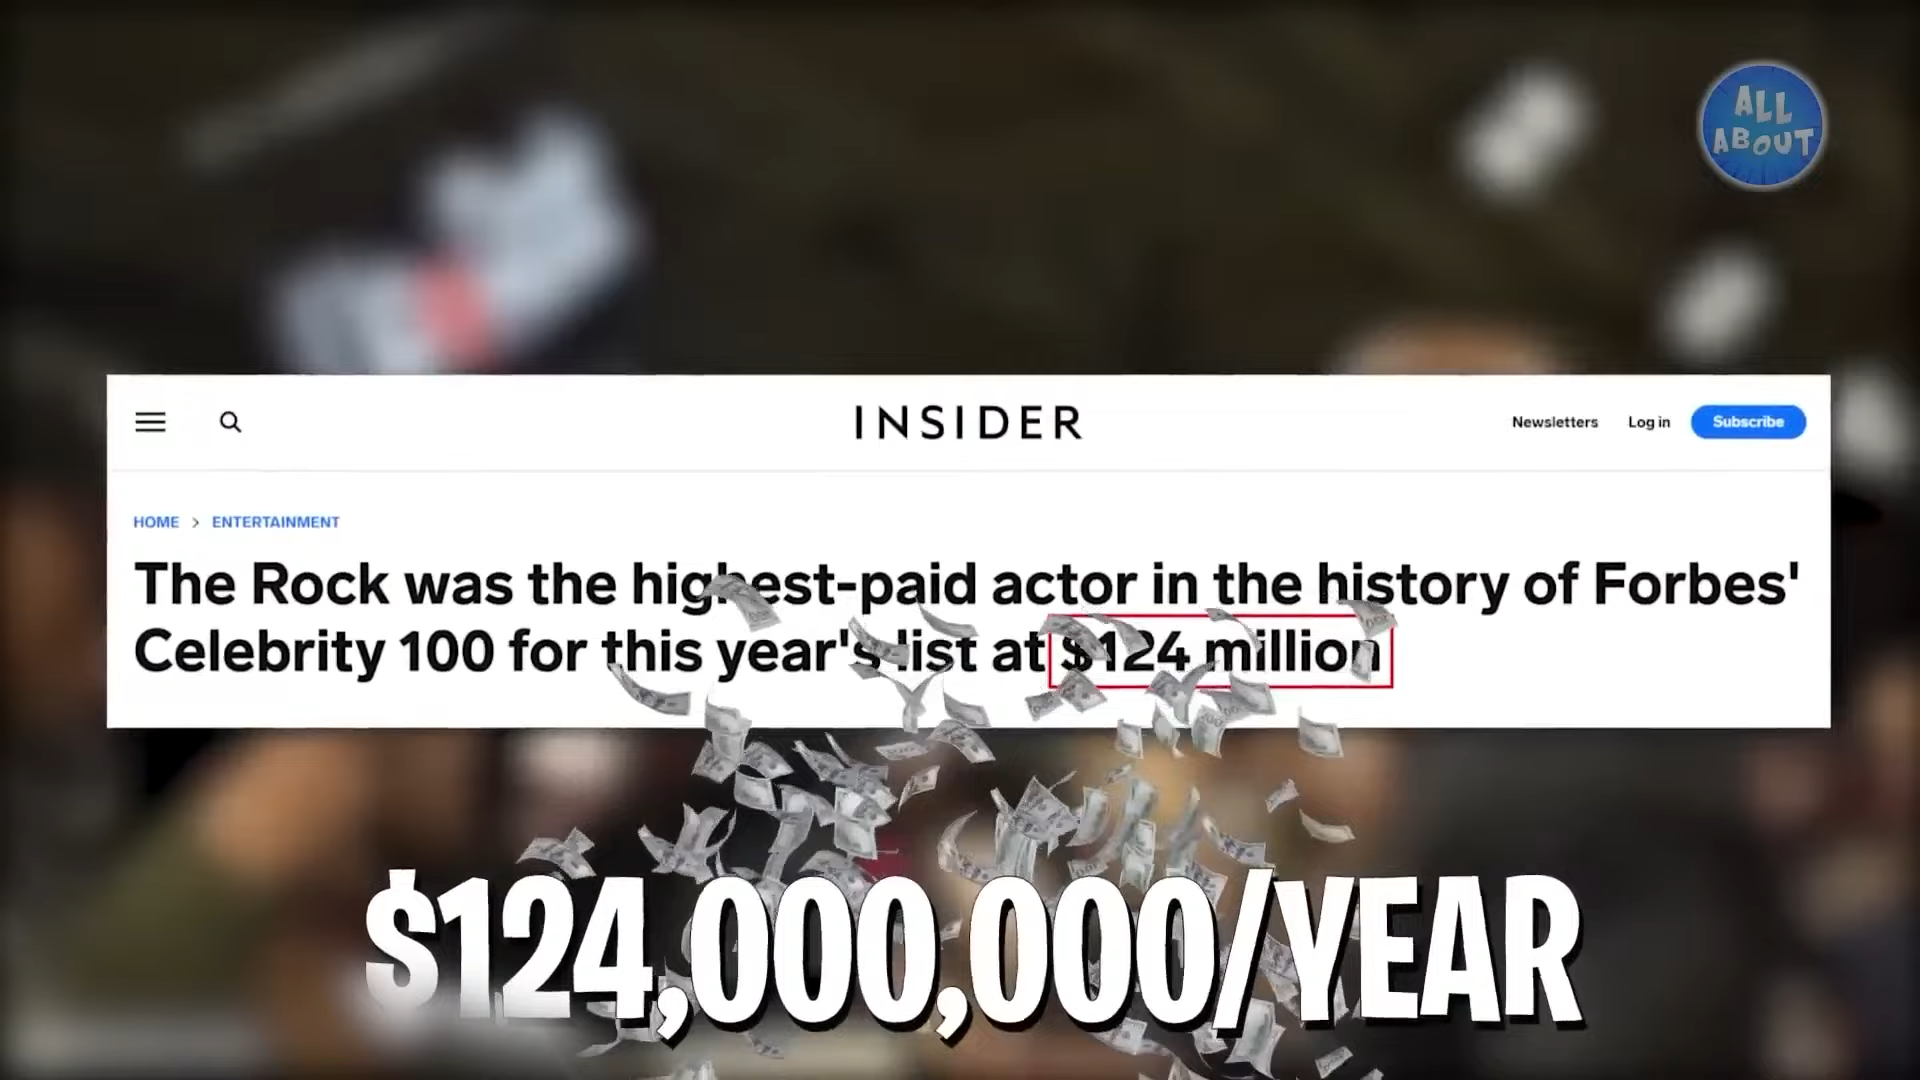 ALL
ABOUT
INSIDER
Newsletters
Log in
Subscribe
HOME > ENTERTAINMENT
The Rock was the highest-paid actor in the history of Forbes'
Celebrity 100 for this year's list at $124 million
$124,000,000/YEAR